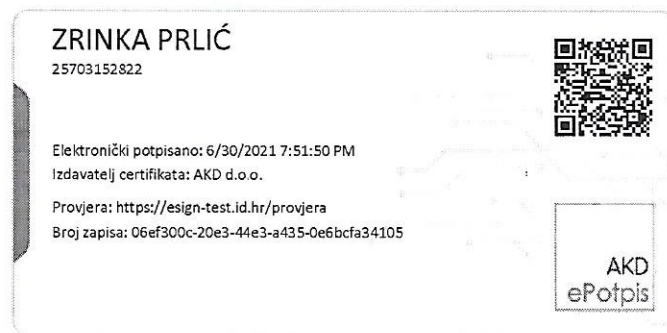 ZRINKA PRLIĆ
25703152822
Elektronički potpisano: 6/30/2021 7:51:50 PM
Izdavatelj certifikata: AKD d.o.o.
Provjera: https://esign-test.id.hr/provjera
Broj zapisa: 06ef300c-20e3-44e3-a435-0e6bcfa34105
AKD
ePotpis